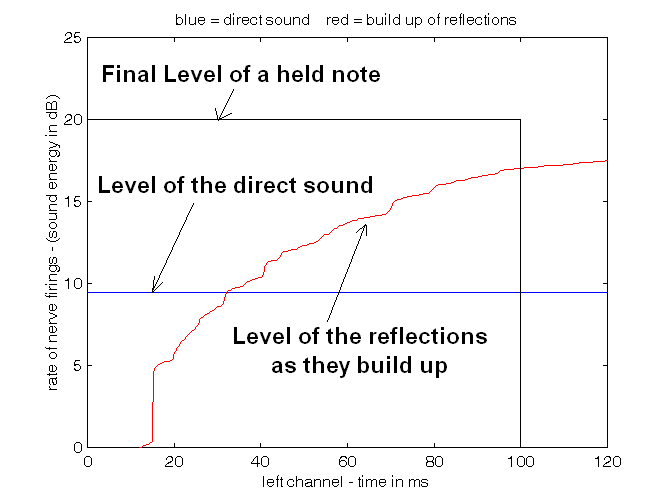 blue = direct sound    red = build up of reflections
25
20
15
10
5
0
rate of nerve firings - (sound energy in dB)
Final Level of a held note
Level of the direct sound
Level of the reflections
as they build up
0 20 40 60 80 100 120
left channel - time in ms